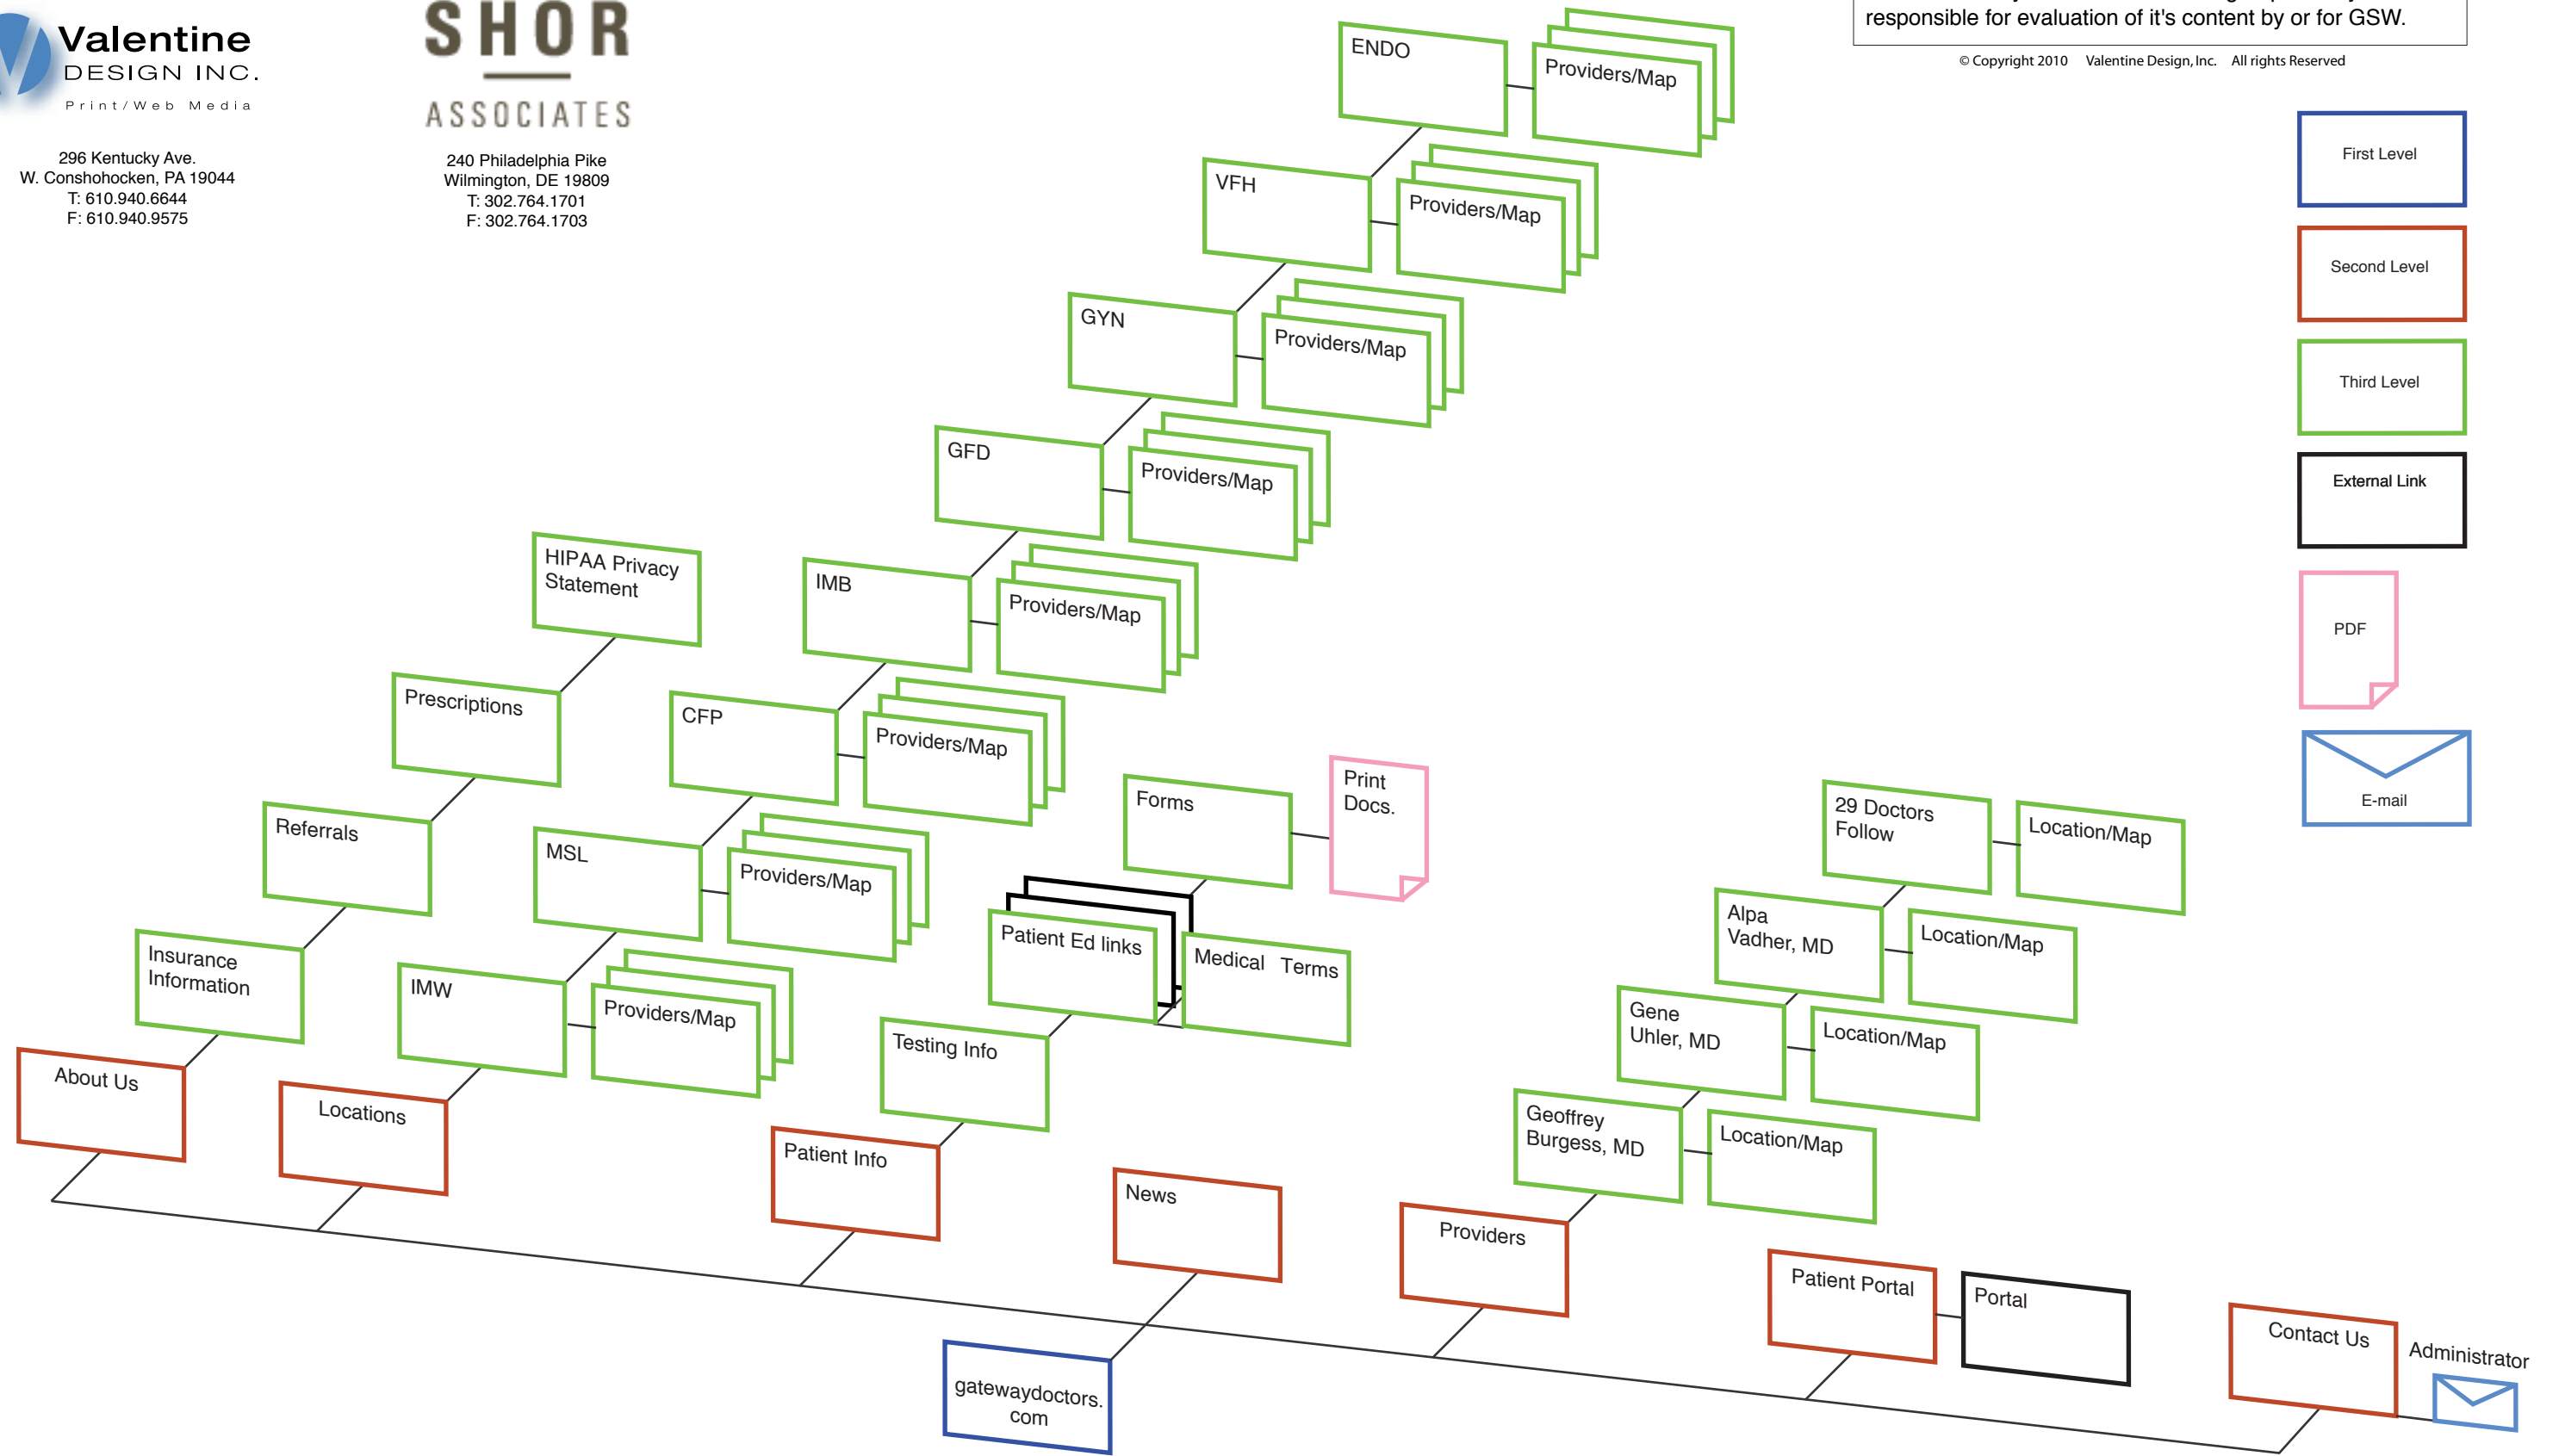 Valentine
DESIGN INC.
Print/Web Media
296 Kentucky Ave.
W. Conshohocken, PA 19044
T: 610.940.6644
F: 610.940.9575
SHOR
ASSOCIATES
240 Philadelphia Pike
Wilmington, DE 19809
T: 302.764.1701
F: 302.764.1703
responsible for evaluation of it's content by or for GSW.
© Copyright 2010 Valentine Design, Inc. All rights Reserved
First Level
Second Level
Third Level
External Link
PDF
E-mail
ENDO
Providers/Map
VFH
Providers/Map
GYN
Providers/Map
GFD
Providers/Map
IMB
Providers/Map
CFP
Providers/Map
MSL
Providers/Map
IMW
Providers/Map
Locations
HIPAA Privacy
Statement
Prescriptions
Referrals
Insurance
Information
About Us
Forms
Print
Docs.
Patient Ed links
Medical Terms
Testing Info
Patient Info
News
29 Doctors
Follow
Location/Map
Alpa
Vadher, MD
Location/Map
Gene
Uhler, MD
Location/Map
Geoffrey
Burgess, MD
Location/Map
Providers
Patient Portal
Portal
Contact Us
Administrator
gatewaydoctors.
com